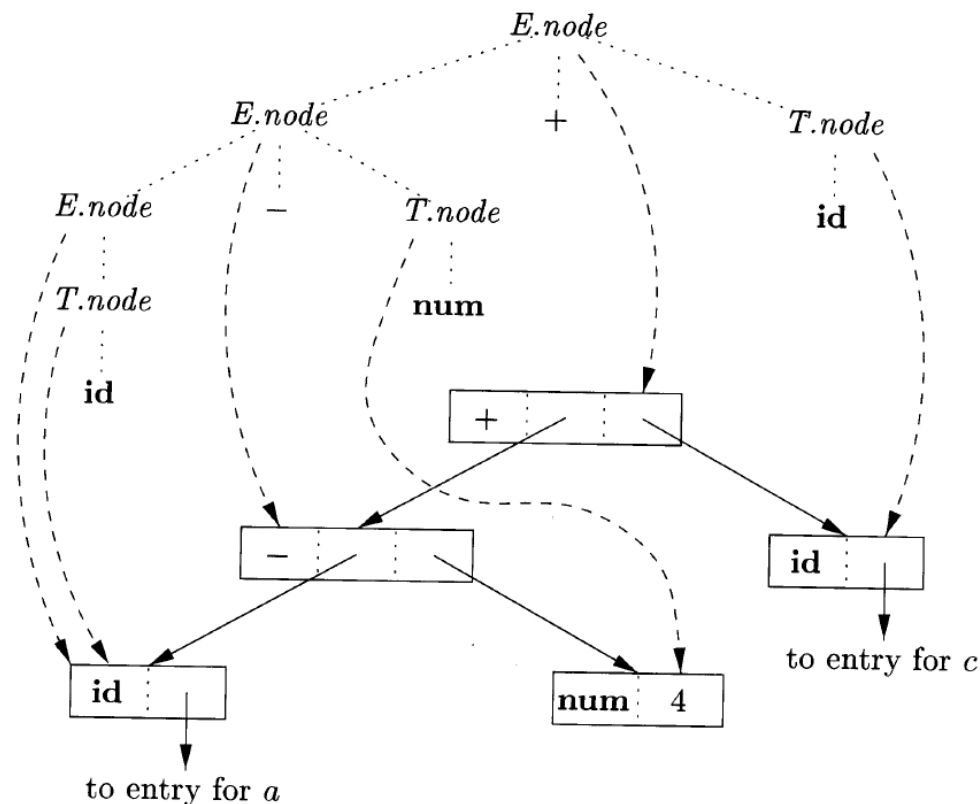 E.node
E.node + T.node
E.node − T.node id
T.node num
id
+
− id
to entry for c
id num 4
to entry for a